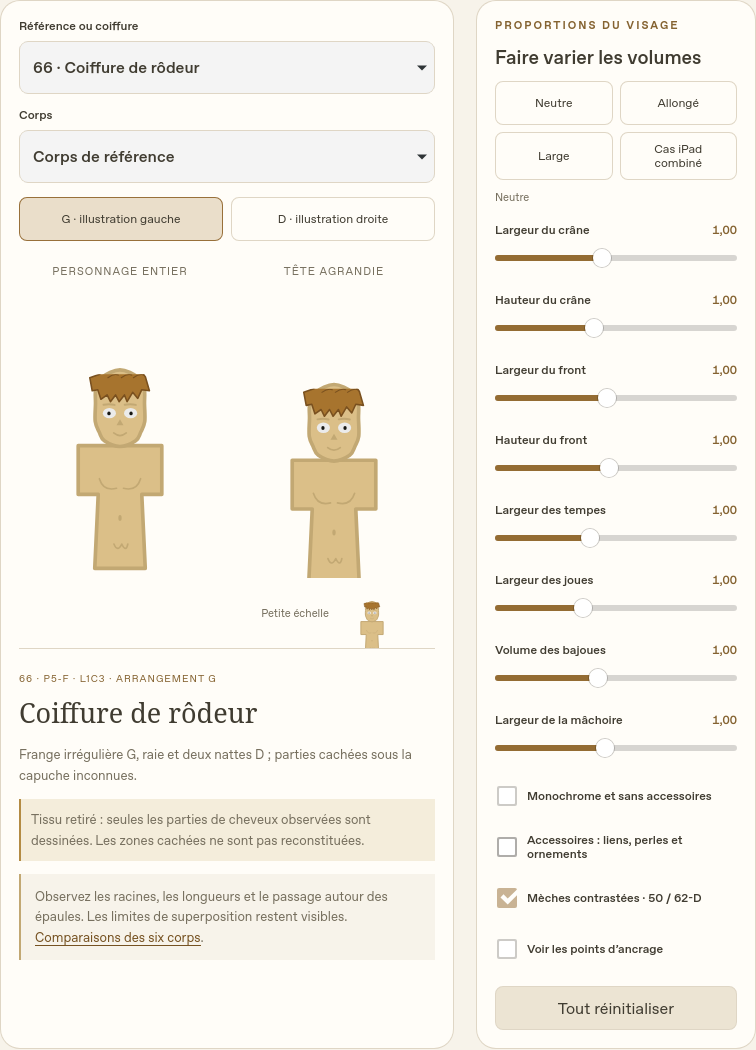 Référence ou coiffure
66 · Coiffure de rôdeur
Corps
Corps de référence
G · illustration gauche
D · illustration droite
PERSONNAGE ENTIER
TÊTE AGRANDIE
Petite échelle
66 · P5-F · L1C3 · ARRANGEMENT G
Coiffure de rôdeur
Frange irrégulière G, raie et deux nattes D ; parties cachées sous la
capuche inconnues.
Tissu retiré : seules les parties de cheveux observées sont
dessinées. Les zones cachées ne sont pas reconstituées.
Observez les racines, les longueurs et le passage autour des
épaules. Les limites de superposition restent visibles.
Comparaisons des six corps.
PROPORTIONS DU VISAGE
Faire varier les volumes
Neutre
Allongé
Large
Cas iPad
combiné
Neutre
Largeur du crâne 1,00
Hauteur du crâne 1,00
Largeur du front 1,00
Hauteur du front 1,00
Largeur des tempes 1,00
Largeur des joues 1,00
Volume des bajoues 1,00
Largeur de la mâchoire 1,00
Monochrome et sans accessoires
Accessoires : liens, perles et
ornements
Mèches contrastées · 50 / 62-D
Voir les points d’ancrage
Tout réinitialiser